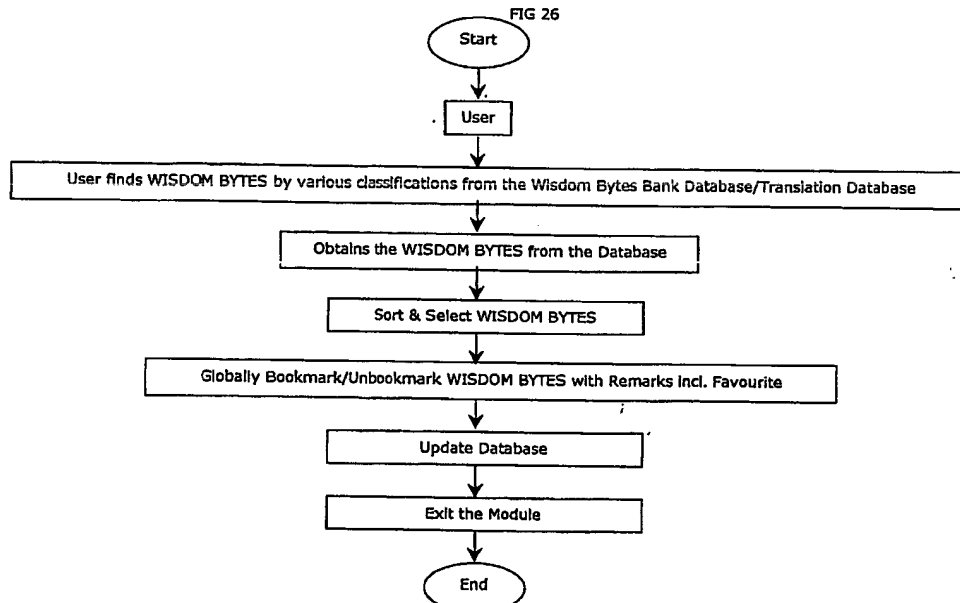 FIG 26
Start
User
User finds WISDOM BYTES by various classifications from the Wisdom Bytes Bank Database/Translation Database
Obtains the WISDOM BYTES from the Database
Sort & Select WISDOM BYTES
Globally Bookmark/Unbookmark WISDOM BYTES with Remarks incl. Favourite
Update Database
Exit the Module
End